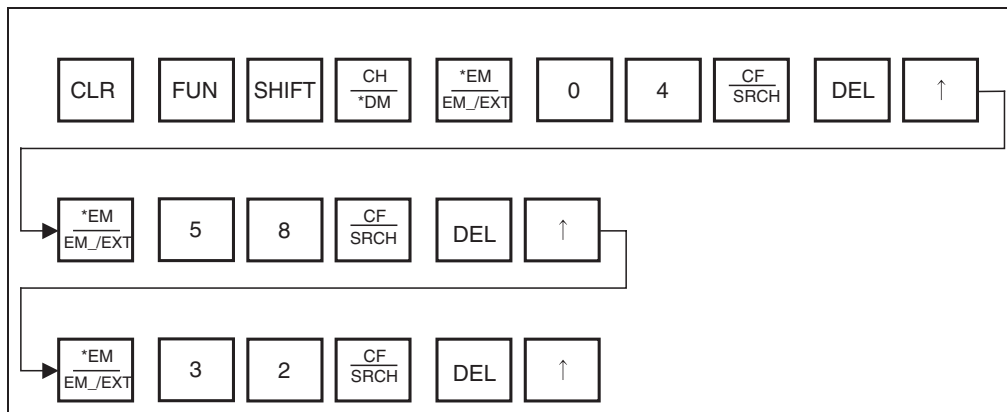 CLR FUN SHIFT CH/*DM *EM/EM_/EXT 0 4 CF/SRCH DEL ↑
*EM/EM_/EXT 5 8 CF/SRCH DEL ↑
*EM/EM_/EXT 3 2 CF/SRCH DEL ↑